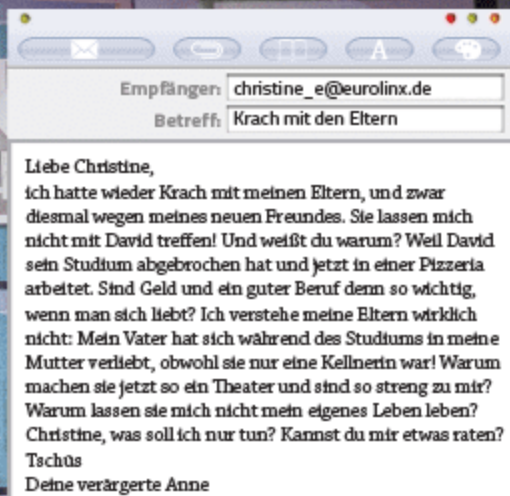 Empfänger: christine_e@eurolinx.de
Betreff: Krach mit den Eltern
Liebe Christine,
ich hatte wieder Krach mit meinen Eltern, und zwar
diesmal wegen meines neuen Freundes. Sie lassen mich
nicht mit David treffen! Und weißt du warum? Weil David
sein Studium abgebrochen hat und jetzt in einer Pizzeria
arbeitet. Sind Geld und ein guter Beruf denn so wichtig,
wenn man sich liebt? Ich verstehe meine Eltern wirklich
nicht: Mein Vater hat sich während des Studiums in meine
Mutter verliebt, obwohl sie nur eine Kellnerin war! Warum
machen sie jetzt so ein Theater und sind so streng zu mir?
Warum lassen sie mich nicht mein eigenes Leben leben?
Christine, was soll ich nur tun? Kannst du mir etwas raten?
Tschüs
Deine verärgerte Anne